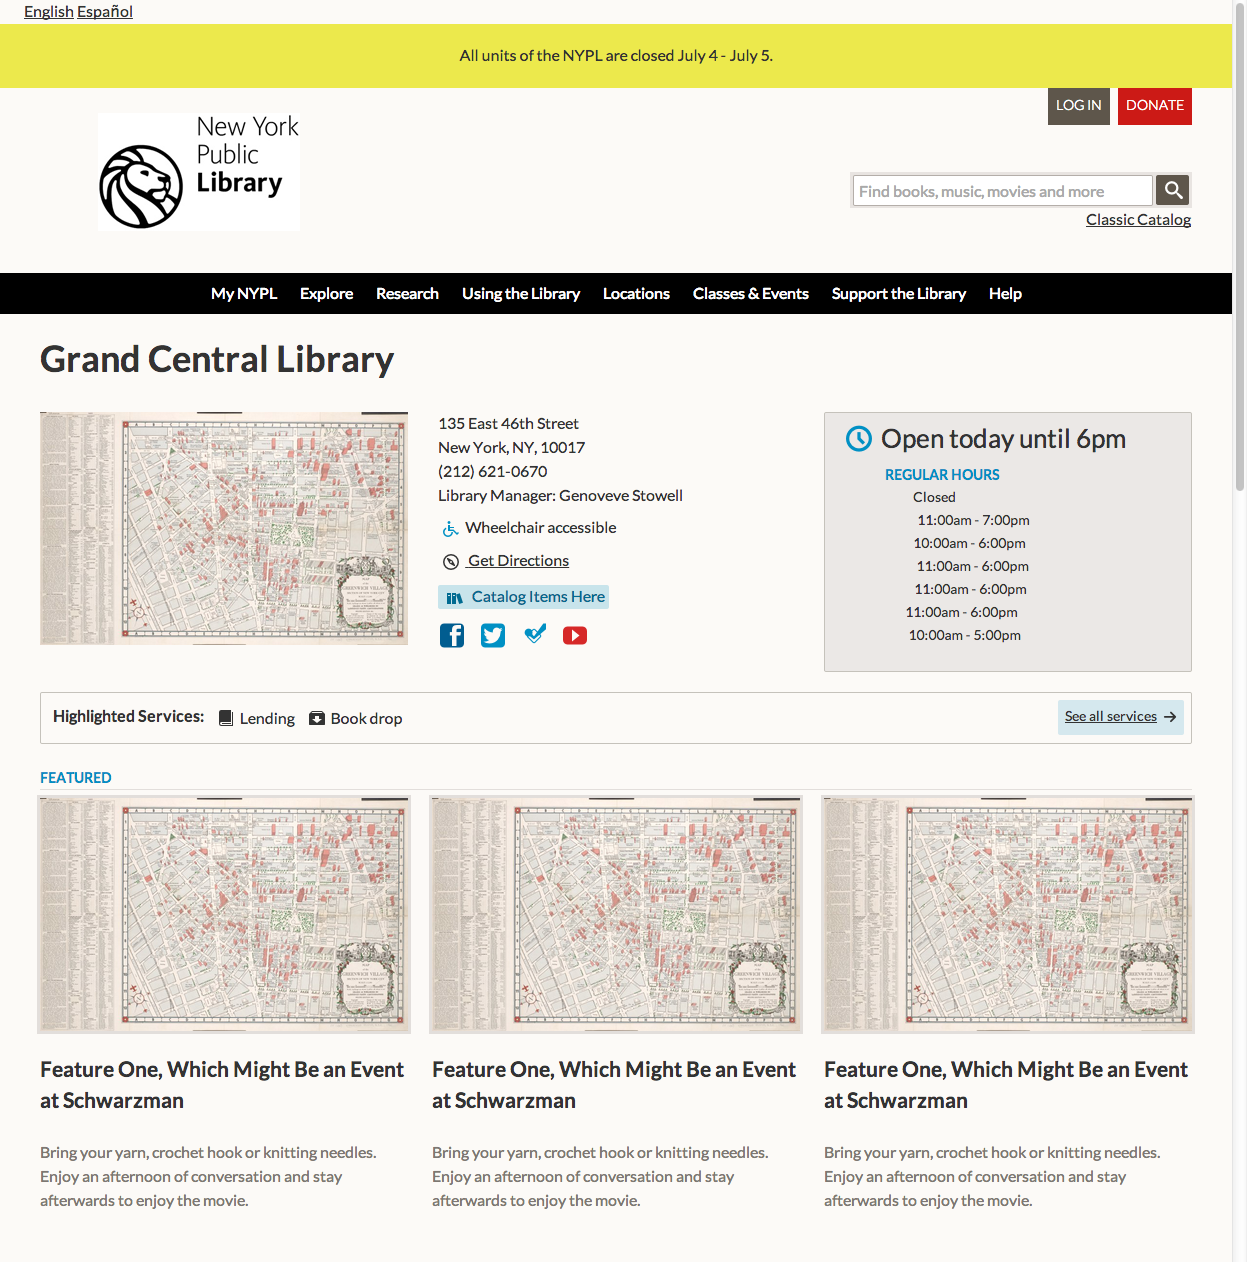 English Español
All units of the NYPL are closed July 4 - July 5.
LOG IN DONATE
New York
Public
Library
Find books, music, movies and more
Classic Catalog
My NYPL Explore Research Using the Library Locations Classes & Events Support the Library Help
Grand Central Library
135 East 46th Street
New York, NY, 10017
(212) 621-0670
Library Manager: Genoveve Stowell
Wheelchair accessible
Get Directions
Catalog Items Here
Open today until 6pm
REGULAR HOURS
Closed
11:00am - 7:00pm
10:00am - 6:00pm
11:00am - 6:00pm
11:00am - 6:00pm
11:00am - 6:00pm
10:00am - 5:00pm
Highlighted Services: Lending Book drop
See all services
FEATURED
Feature One, Which Might Be an Event
at Schwarzman
Bring your yarn, crochet hook or knitting needles.
Enjoy an afternoon of conversation and stay
afterwards to enjoy the movie.
Feature One, Which Might Be an Event
at Schwarzman
Bring your yarn, crochet hook or knitting needles.
Enjoy an afternoon of conversation and stay
afterwards to enjoy the movie.
Feature One, Which Might Be an Event
at Schwarzman
Bring your yarn, crochet hook or knitting needles.
Enjoy an afternoon of conversation and stay
afterwards to enjoy the movie.